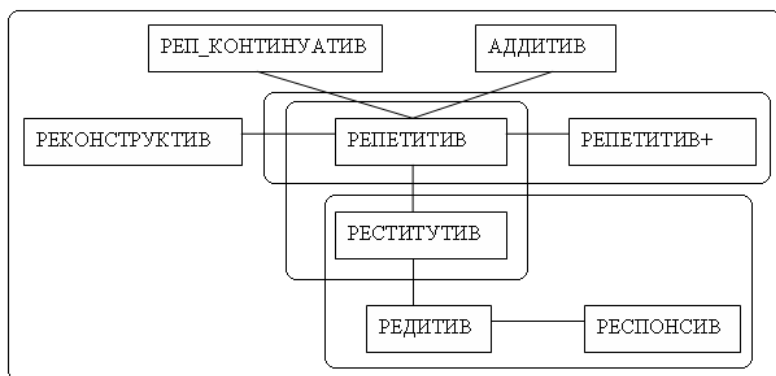 РЕП_КОНТИНУАТИВ АДДИТИВ
РЕКОНСТРУКТИВ РЕПЕТИТИВ РЕПЕТИТИВ+
РЕСТИТУТИВ
РЕДИТИВ РЕСПОНСИВ